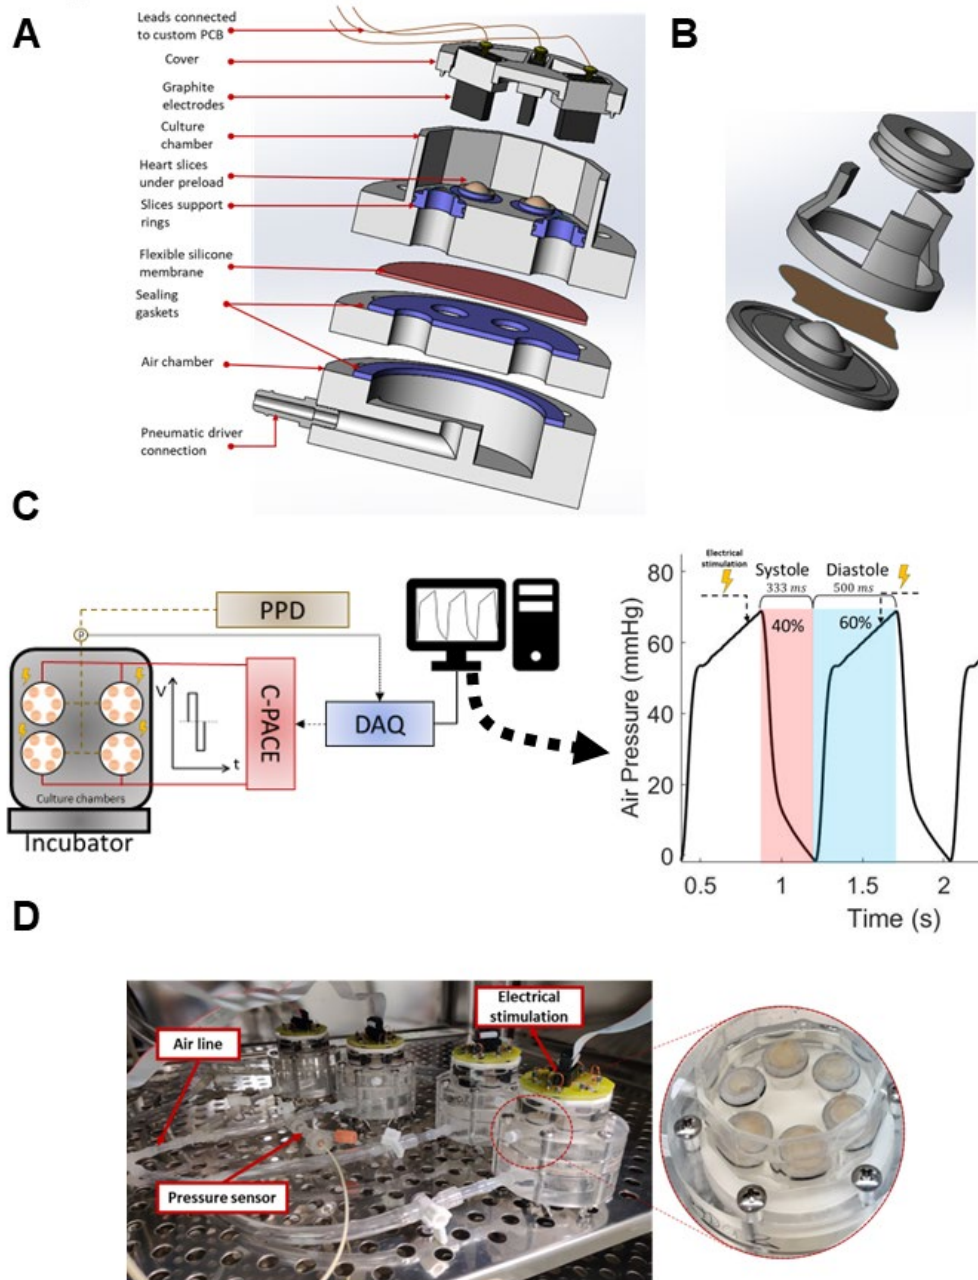 A
B
Leads connected
to custom PCB
Cover
Graphite
electrodes
Culture
chamber
Heart slices
under preload
Slices support
rings
Flexible silicone
membrane
Sealing
gaskets
Air chamber
Pneumatic driver
connection
C
PPD
P
C-PACE
DAQ
V
t
Culture chambers
Incubator
Electrical
stimulation
Systole
333 ms
Diastole
500 ms
40%
60%
Air Pressure (mmHg)
80
60
40
20
0
0.5
1
1.5
2
Time (s)
D
Air line
Electrical
stimulation
Pressure sensor